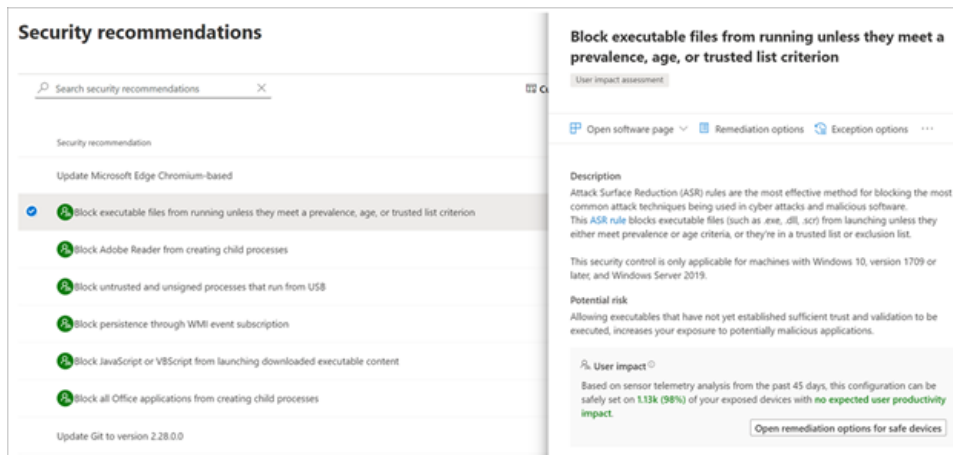 Security recommendations
Search security recommendations
Security recommendation
Update Microsoft Edge Chromium-based
Block executable files from running unless they meet a prevalence, age, or trusted list criterion
Block Adobe Reader from creating child processes
Block untrusted and unsigned processes that run from USB
Block persistence through WMI event subscription
Block JavaScript or VBScript from launching downloaded executable content
Block all Office applications from creating child processes
Update Git to version 2.28.0.0
Block executable files from running unless they meet a
prevalence, age, or trusted list criterion
User impact assessment
Open software page
Remediation options
Exception options
Description
Attack Surface Reduction (ASR) rules are the most effective method for blocking the most
common attack techniques being used in cyber attacks and malicious software.
This ASR rule blocks executable files (such as .exe, .dll, .scr) from launching unless they
either meet prevalence or age criteria, or they're in a trusted list or exclusion list.
This security control is only applicable for machines with Windows 10, version 1709 or
later, and Windows Server 2019.
Potential risk
Allowing executables that have not yet established sufficient trust and validation to be
executed, increases your exposure to potentially malicious applications.
User impact
Based on sensor telemetry analysis from the past 45 days, this configuration can be
safely set on 1.13k (98%) of your exposed devices with no expected user productivity
impact.
Open remediation options for safe devices